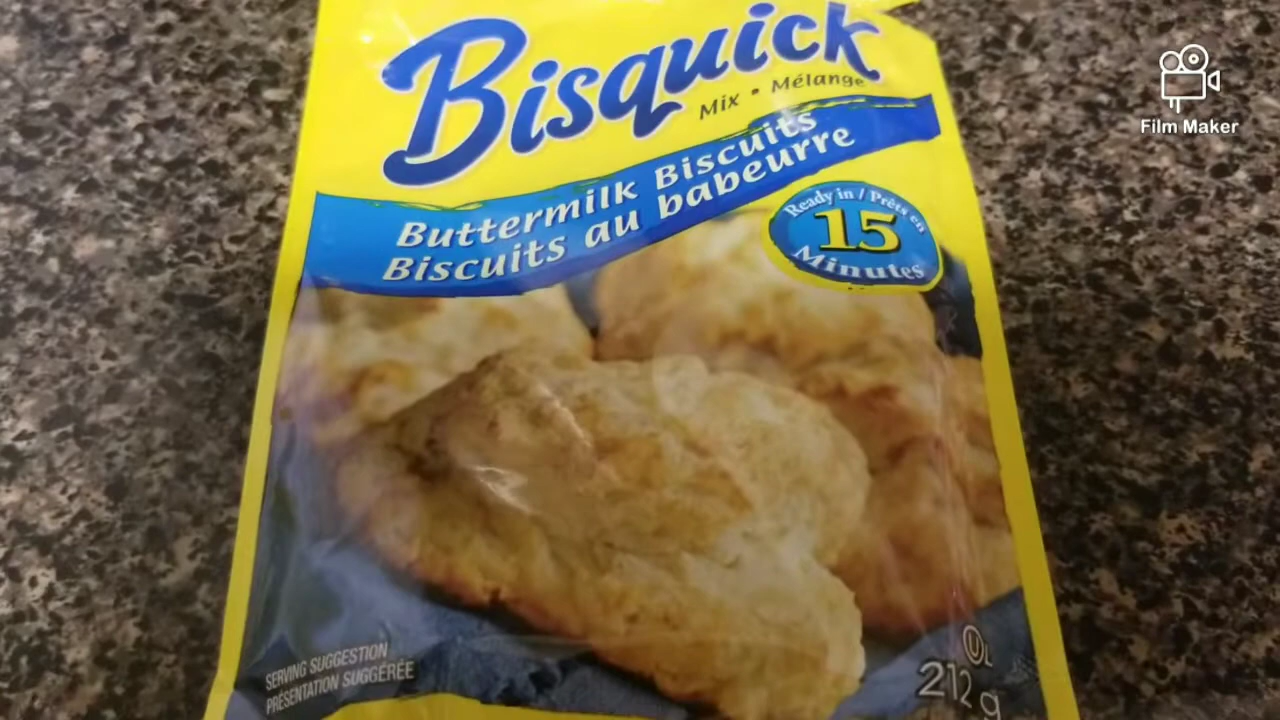 Bisquick
Mix • Mélange
Buttermilk Biscuits
Biscuits au babeurre
Ready in / Prêts en
15
Minutes
Film Maker
SERVING SUGGESTION
PRÉSENTATION SUGGÉRÉE
U L
212 g